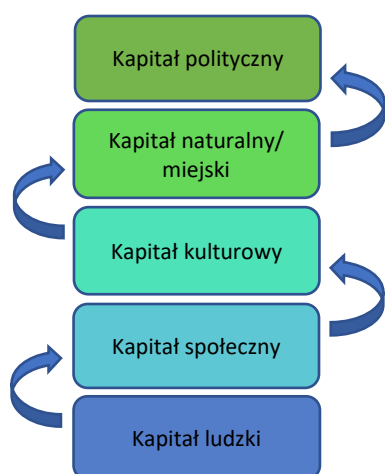 Kapitał polityczny
Kapitał naturalny/
miejski
Kapitał kulturowy
Kapitał społeczny
Kapitał ludzki